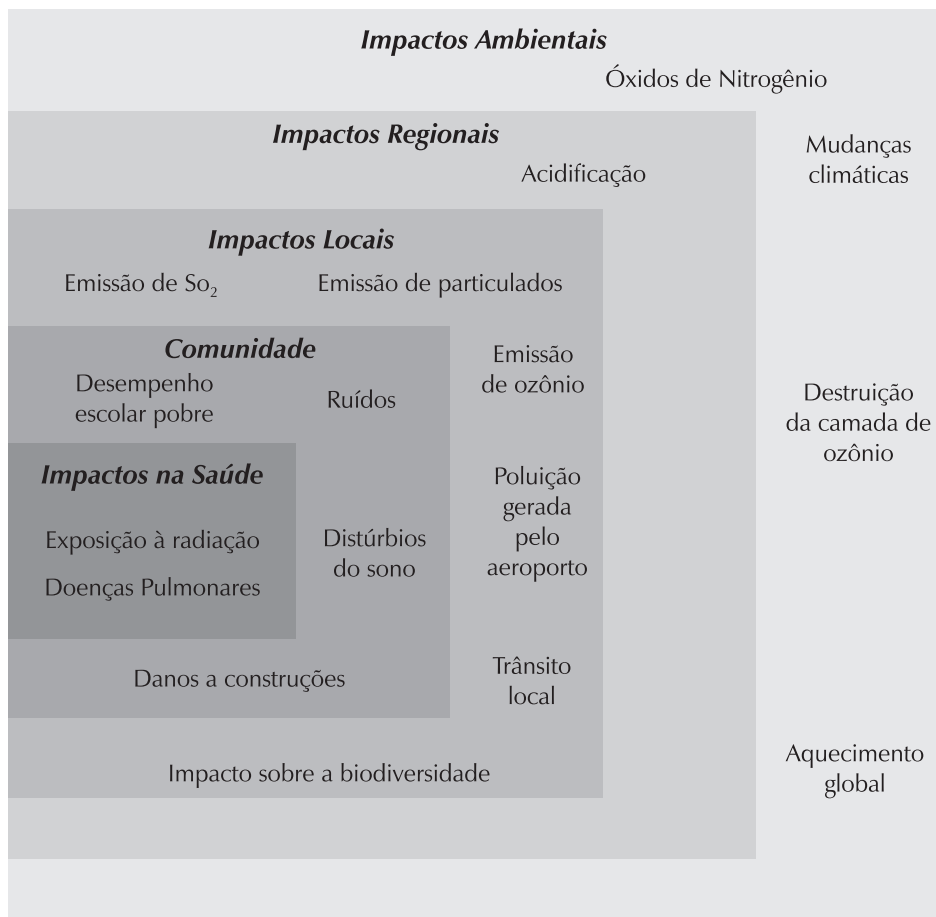 Impactos Ambientais
Óxidos de Nitrogênio
Impactos Regionais
Mudanças
climáticas
Acidificação
Impactos Locais
Emissão de So₂
Emissão de particulados
Comunidade
Desempenho
escolar pobre
Ruídos
Emissão
de ozônio
Destruição
da camada de
ozônio
Impactos na Saúde
Exposição à radiação
Doenças Pulmonares
Distúrbios
do sono
Poluição
gerada
pelo
aeroporto
Danos a construções
Trânsito
local
Impacto sobre a biodiversidade
Aquecimento
global